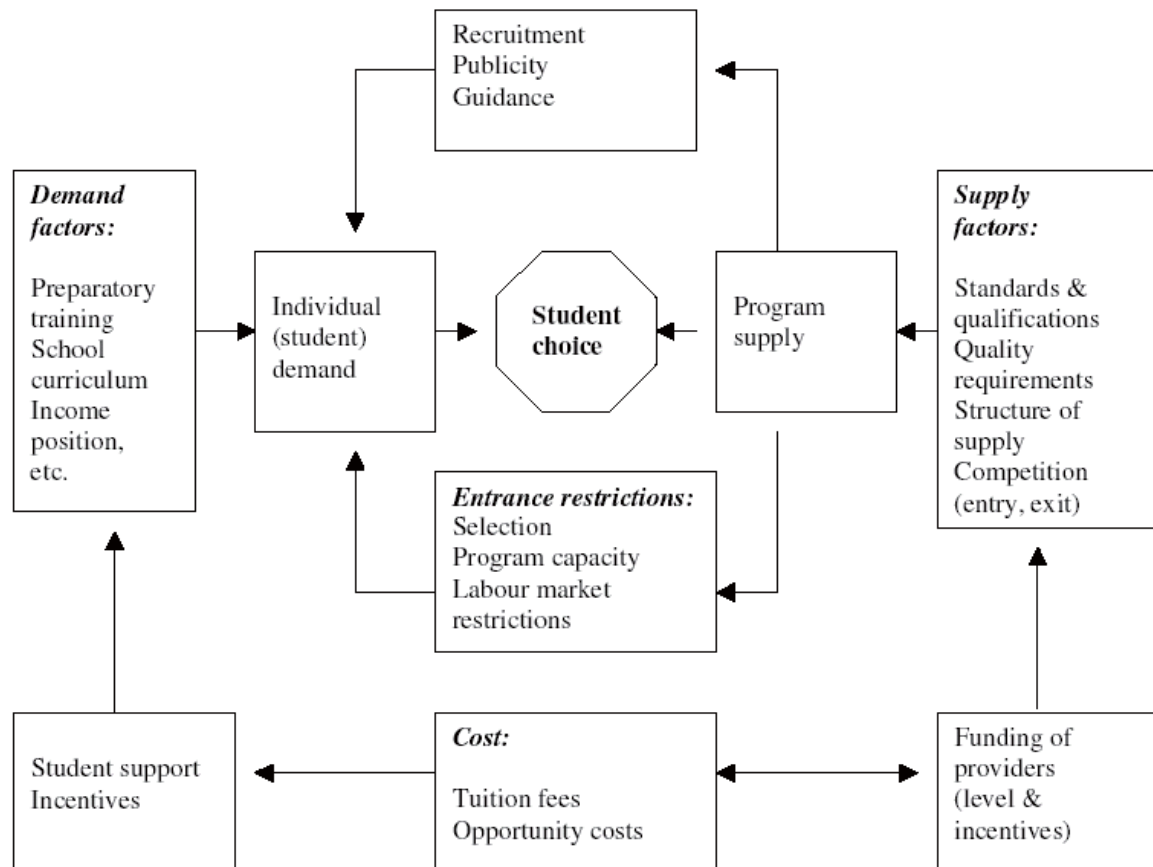 Recruitment
Publicity
Guidance
Demand
factors:
Preparatory
training
School
curriculum
Income
position,
etc.
Individual
(student)
demand
Student
choice
Program
supply
Supply
factors:
Standards &
qualifications
Quality
requirements
Structure of
supply
Competition
(entry, exit)
Entrance restrictions:
Selection
Program capacity
Labour market
restrictions
Student support
Incentives
Cost:
Tuition fees
Opportunity costs
Funding of
providers
(level &
incentives)